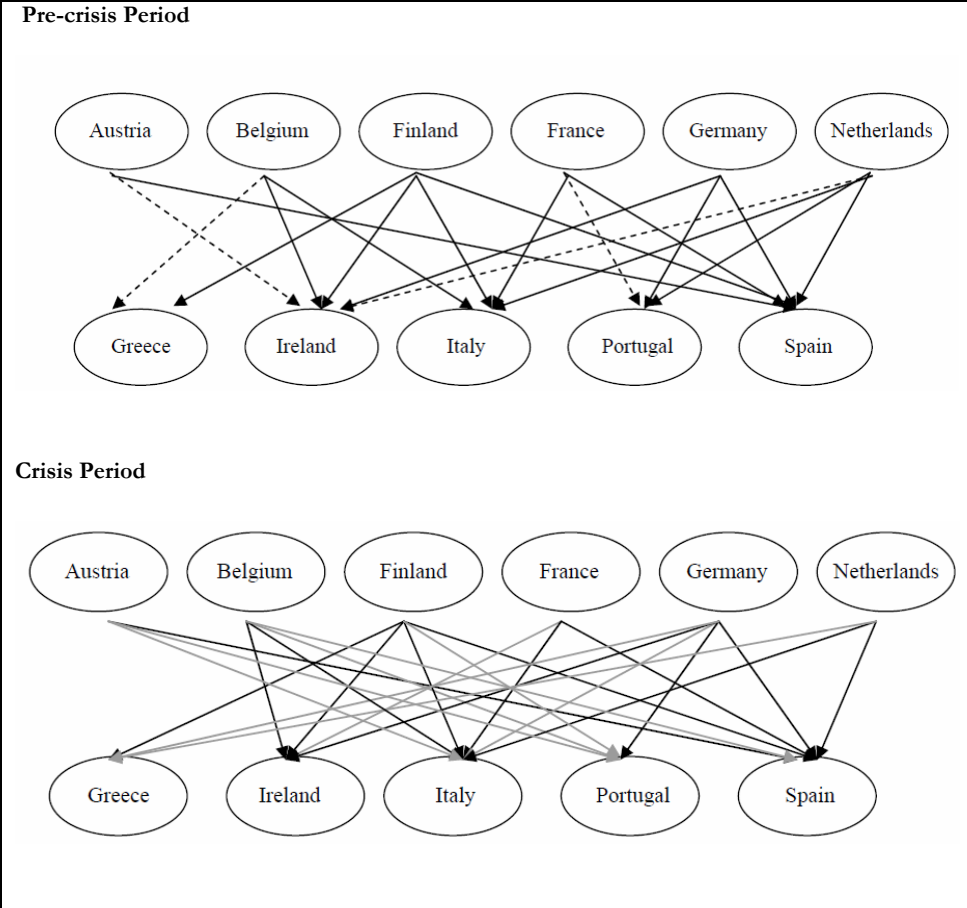 Pre-crisis Period
Austria Belgium Finland France Germany Netherlands
Greece Ireland Italy Portugal Spain
Crisis Period
Austria Belgium Finland France Germany Netherlands
Greece Ireland Italy Portugal Spain